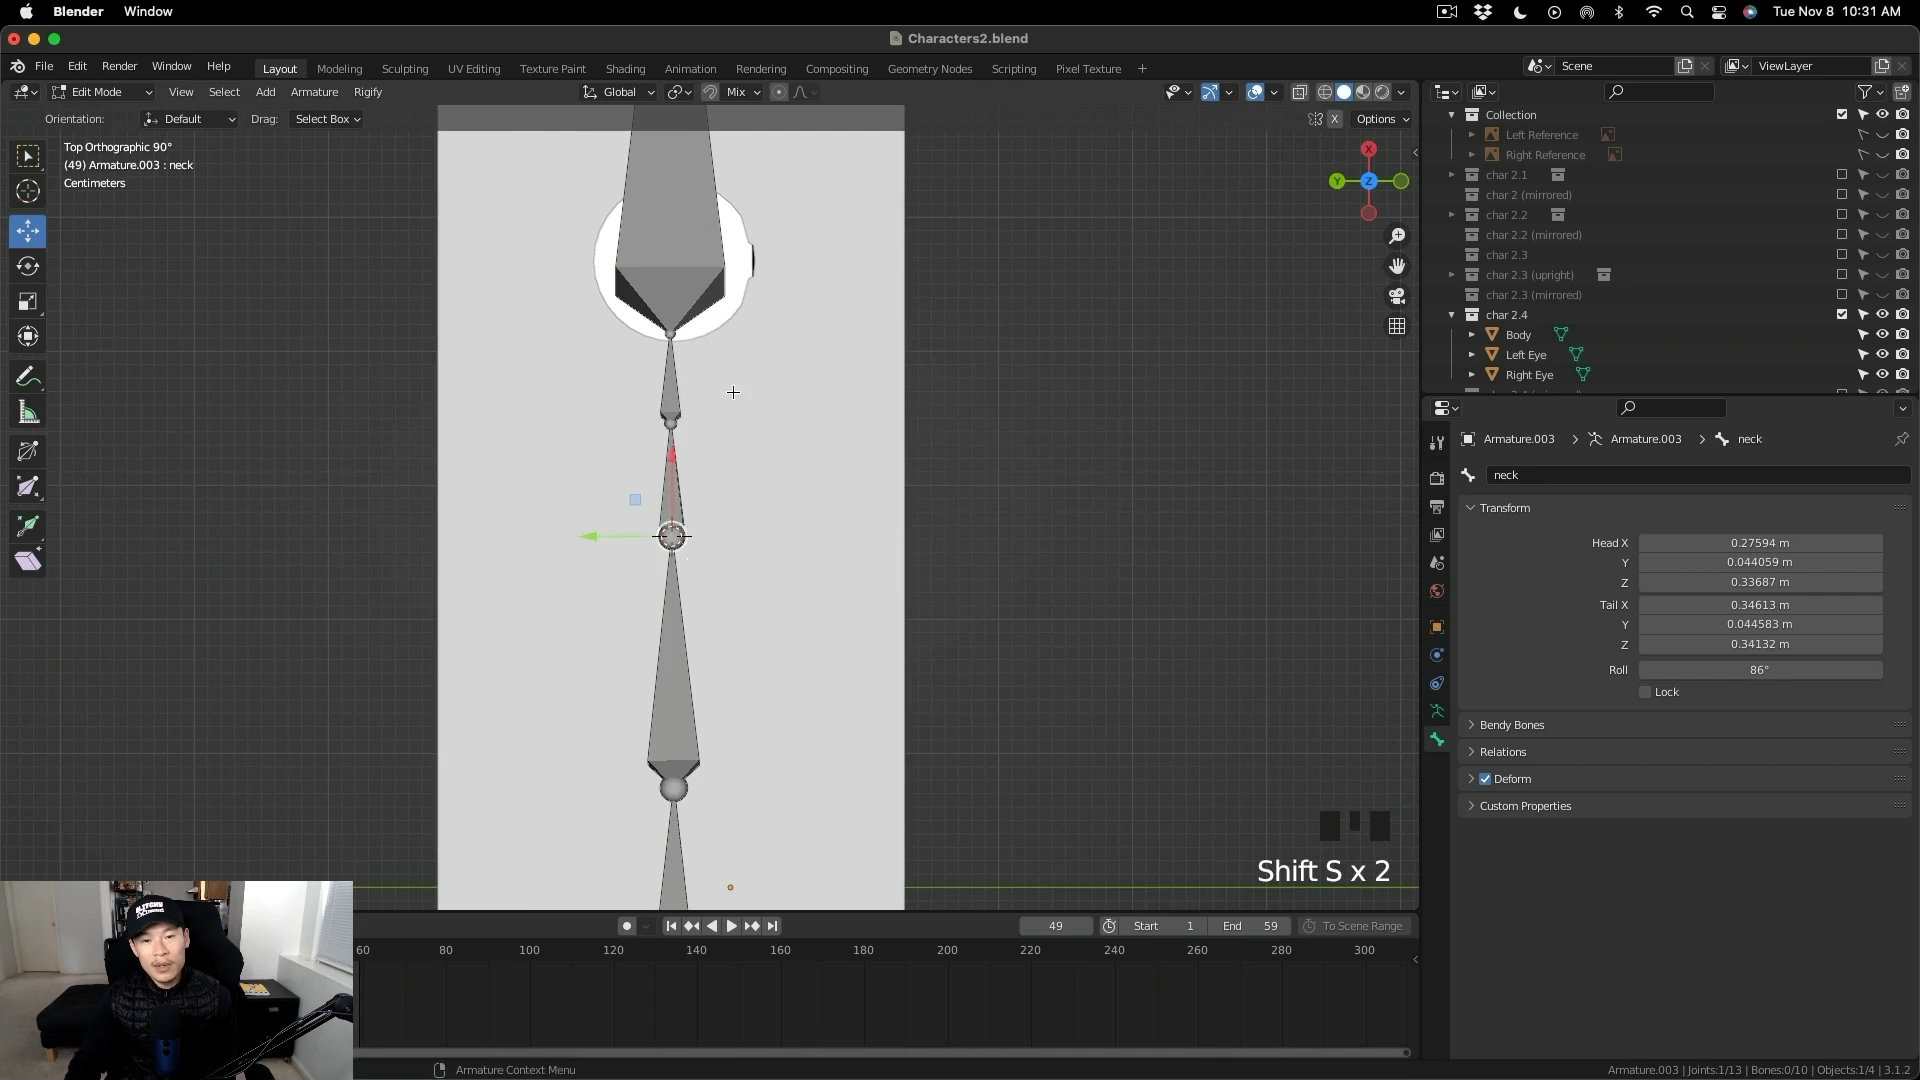 Blender Window
Tue Nov 8 10:31 AM
Characters2.blend
File Edit Render Window Help
Layout Modeling Sculpting UV Editing Texture Paint Shading Animation Rendering Compositing Geometry Nodes Scripting Pixel Texture +
Scene
ViewLayer
Edit Mode View Select Add Armature Rigify
Global
Mix
Orientation: Default Drag: Select Box
X
Options
Top Orthographic 90°
(49) Armature.003 : neck
Centimeters
X
Y
Z
Collection
Left Reference
Right Reference
char 2.1
char 2 (mirrored)
char 2.2
char 2.2 (mirrored)
char 2.3
char 2.3 (upright)
char 2.3 (mirrored)
char 2.4
Body
Left Eye
Right Eye
Armature.003 > Armature.003 > neck
neck
Transform
Head X 0.27594 m
Y 0.044059 m
Z 0.33687 m
Tail X 0.34613 m
Y 0.044583 m
Z 0.34132 m
Roll 86°
Lock
Bendy Bones
Relations
Deform
Custom Properties
Shift S x 2
49 Start 1 End 59 To Scene Range
60 80 100 120 140 160 180 200 220 240 260 280 300
Armature Context Menu
Armature.003 | Joints:1/13 | Bones:0/10 | Objects:1/4 | 3.1.2